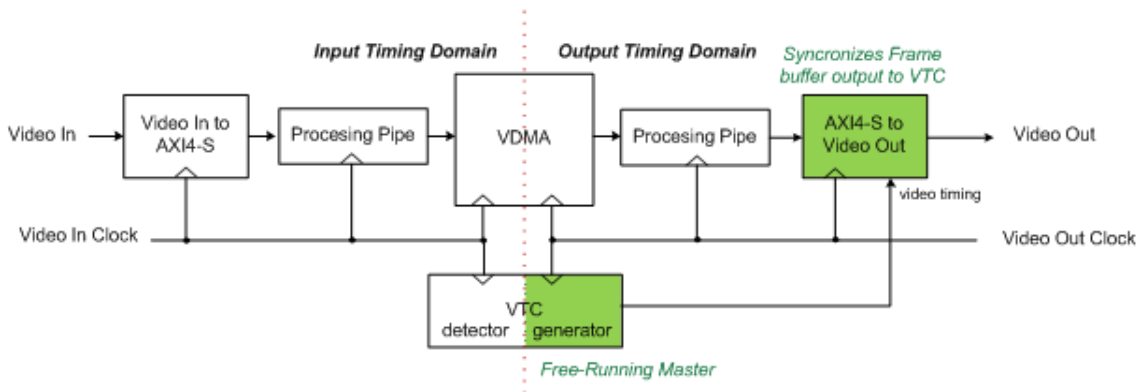 Input Timing Domain
Output Timing Domain
Syncronizes Frame
buffer output to VTC
Video In
Video In to
AXI4-S
Procesing Pipe
VDMA
Procesing Pipe
AXI4-S to
Video Out
Video Out
video timing
Video In Clock
Video Out Clock
VTC
detector
generator
Free-Running Master